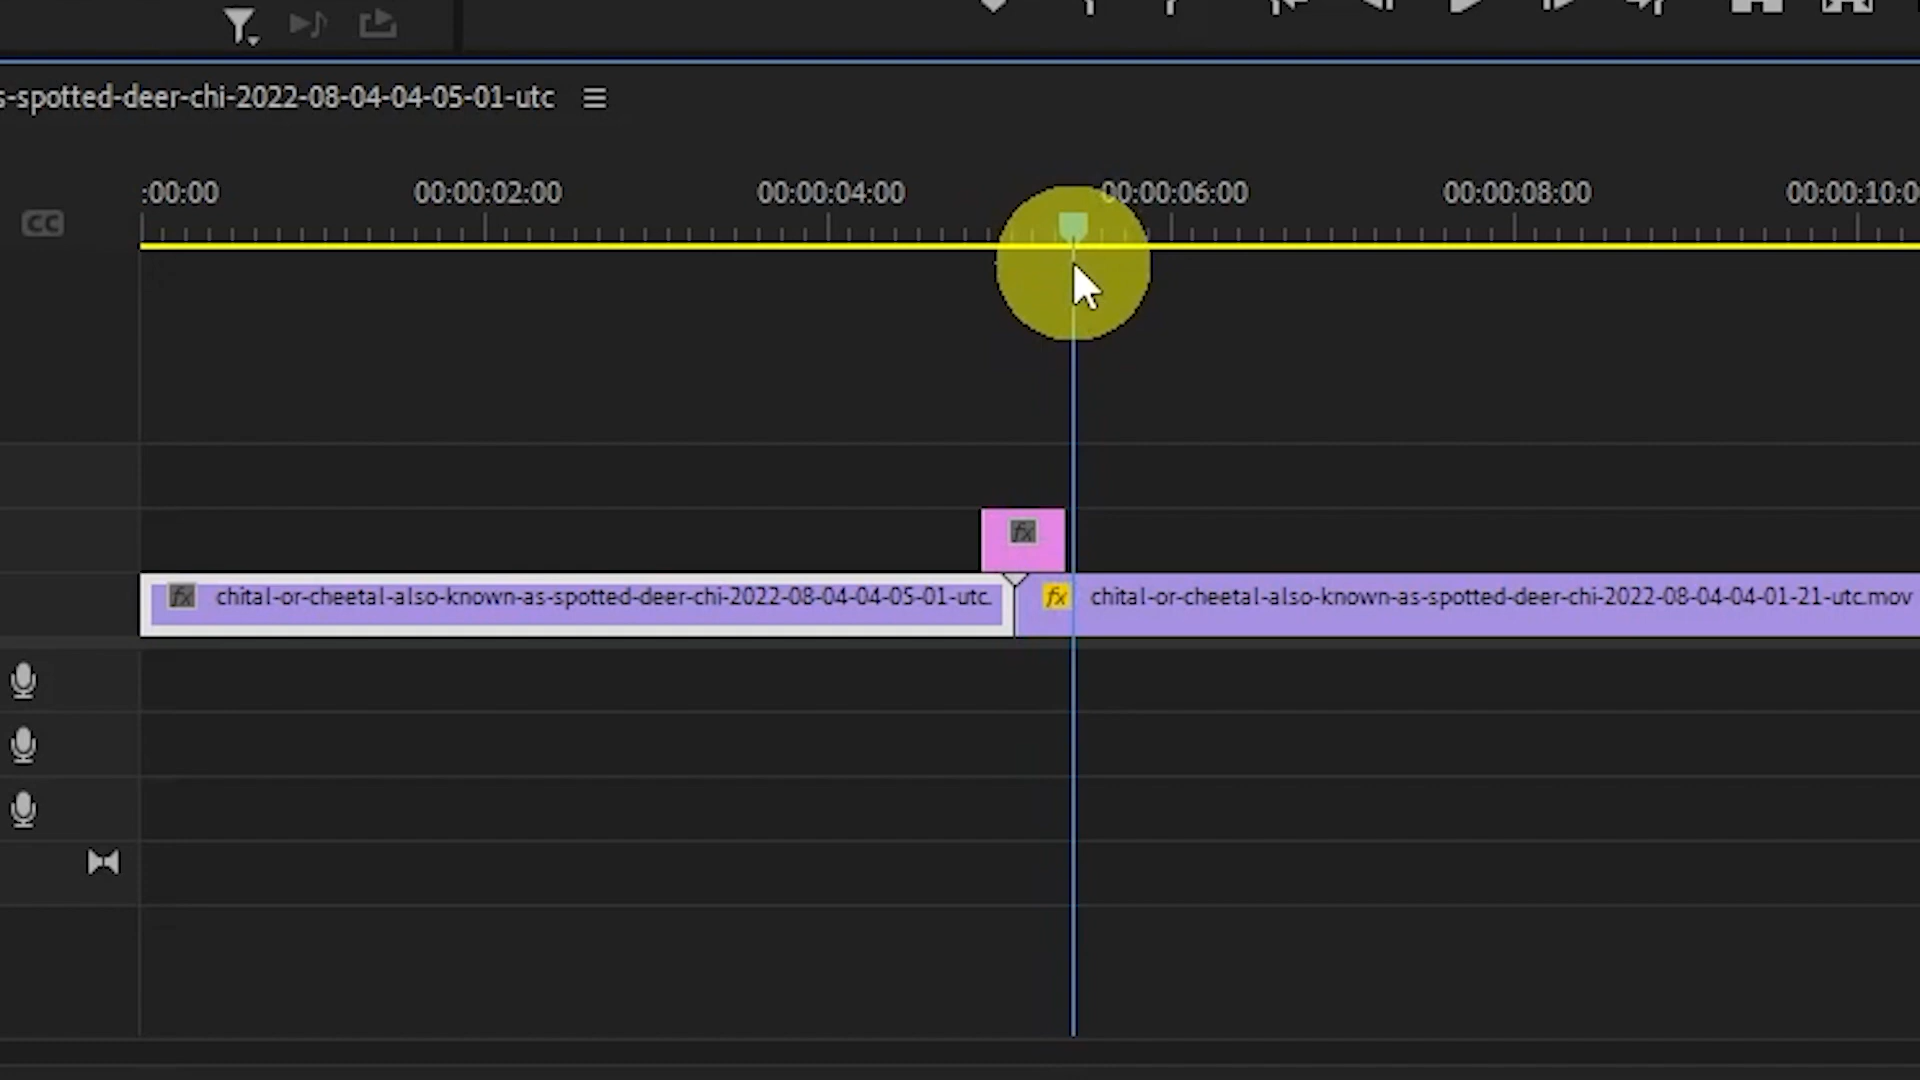 s-spotted-deer-chi-2022-08-04-04-05-01-utc
:00:00 00:00:02:00 00:00:04:00 00:00:06:00 00:00:08:00 00:00:10:0
CC
fx
fx chital-or-cheetal-also-known-as-spotted-deer-chi-2022-08-04-04-05-01-utc. fx chital-or-cheetal-also-known-as-spotted-deer-chi-2022-08-04-04-01-21-utc.mov